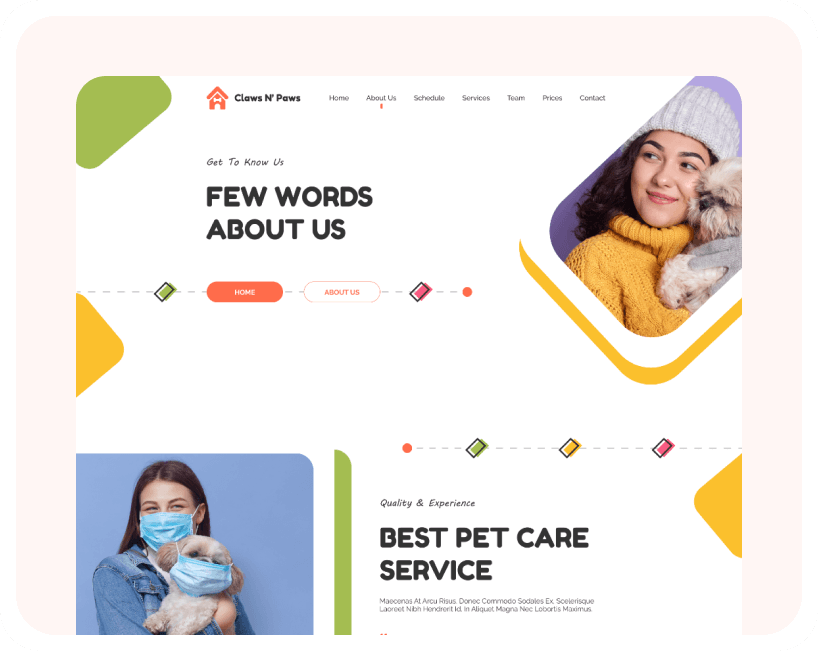 Claws N' Paws
Home About Us Schedule Services Team Prices Contact
Get To Know Us
FEW WORDS
ABOUT US
HOME ABOUT US
Quality & Experience
BEST PET CARE
SERVICE
Maecenas At Arcu Risus. Donec Commodo Sodales Ex. Scelerisque
Laoreet Nibh Hendrerit Id. In Aliquet Magna Nec Lobortis Maximus.